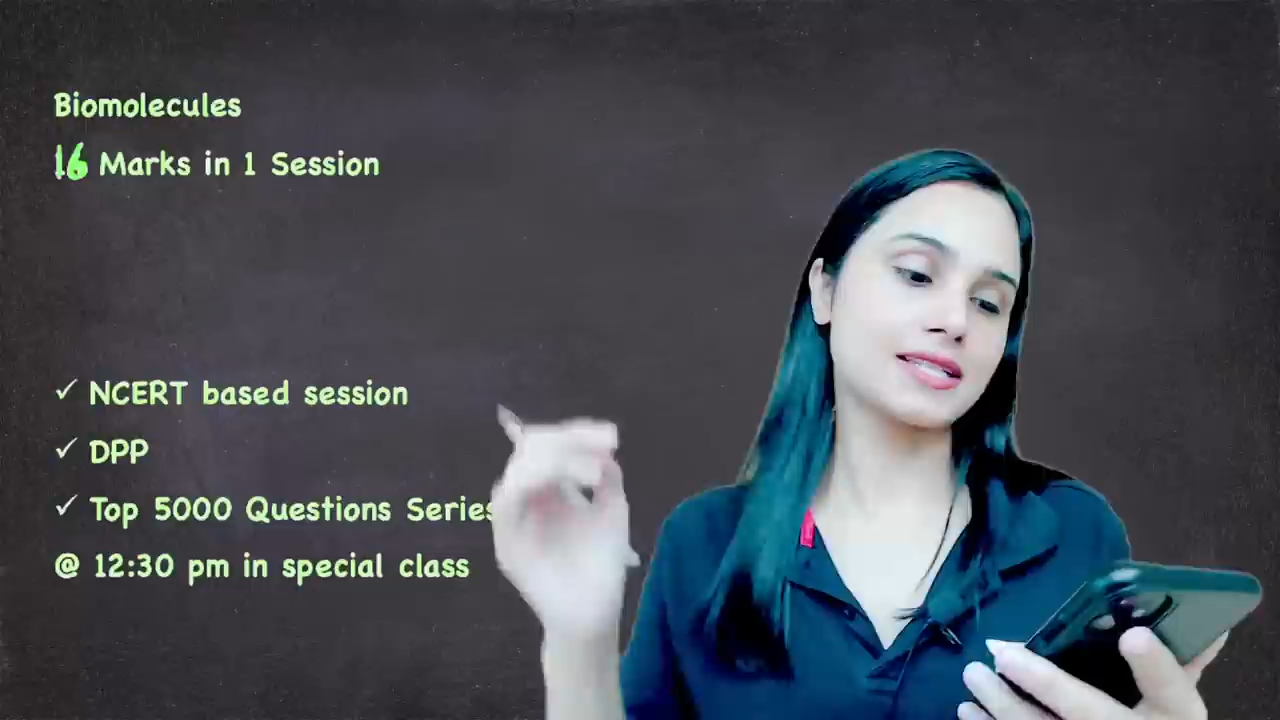 Biomolecules
16 Marks in 1 Session
✓ NCERT based session
✓ DPP
✓ Top 5000 Questions Series
@ 12:30 pm in special class